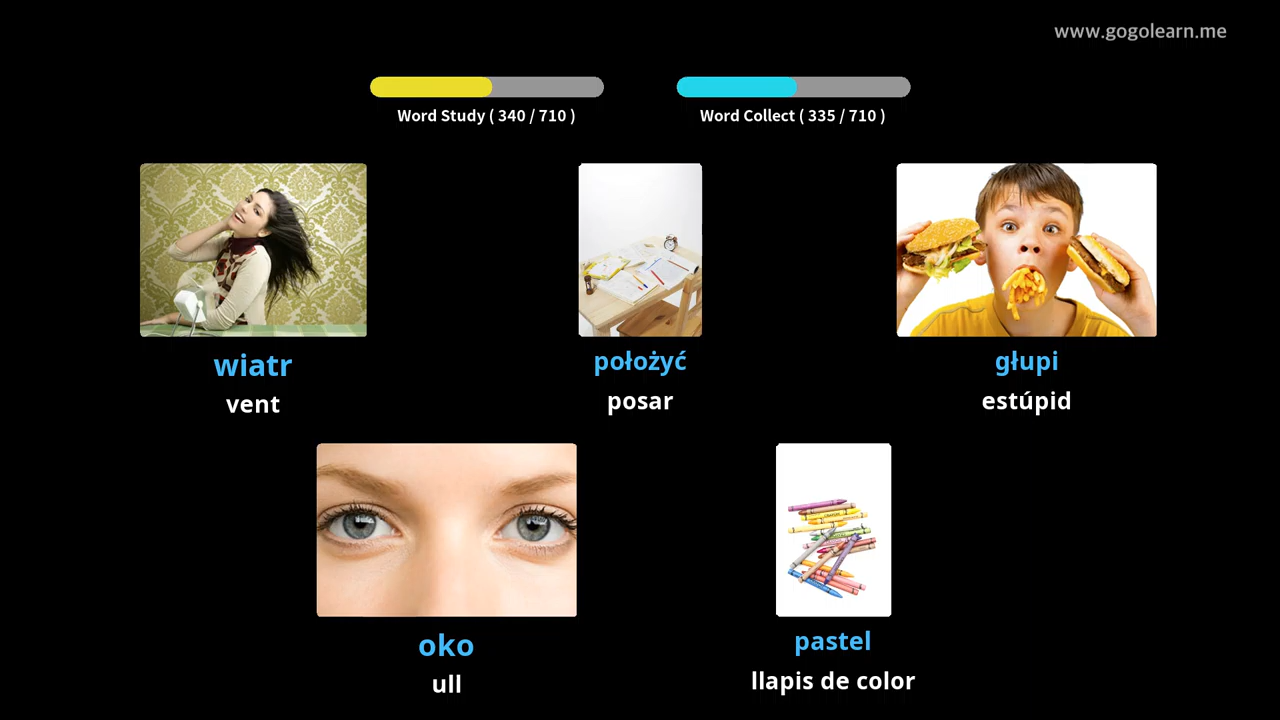 www.gogolearn.me
Word Study ( 340 / 710 )
Word Collect ( 335 / 710 )
wiatr
vent
położyć
posar
głupi
estúpid
oko
ull
pastel
llapis de color